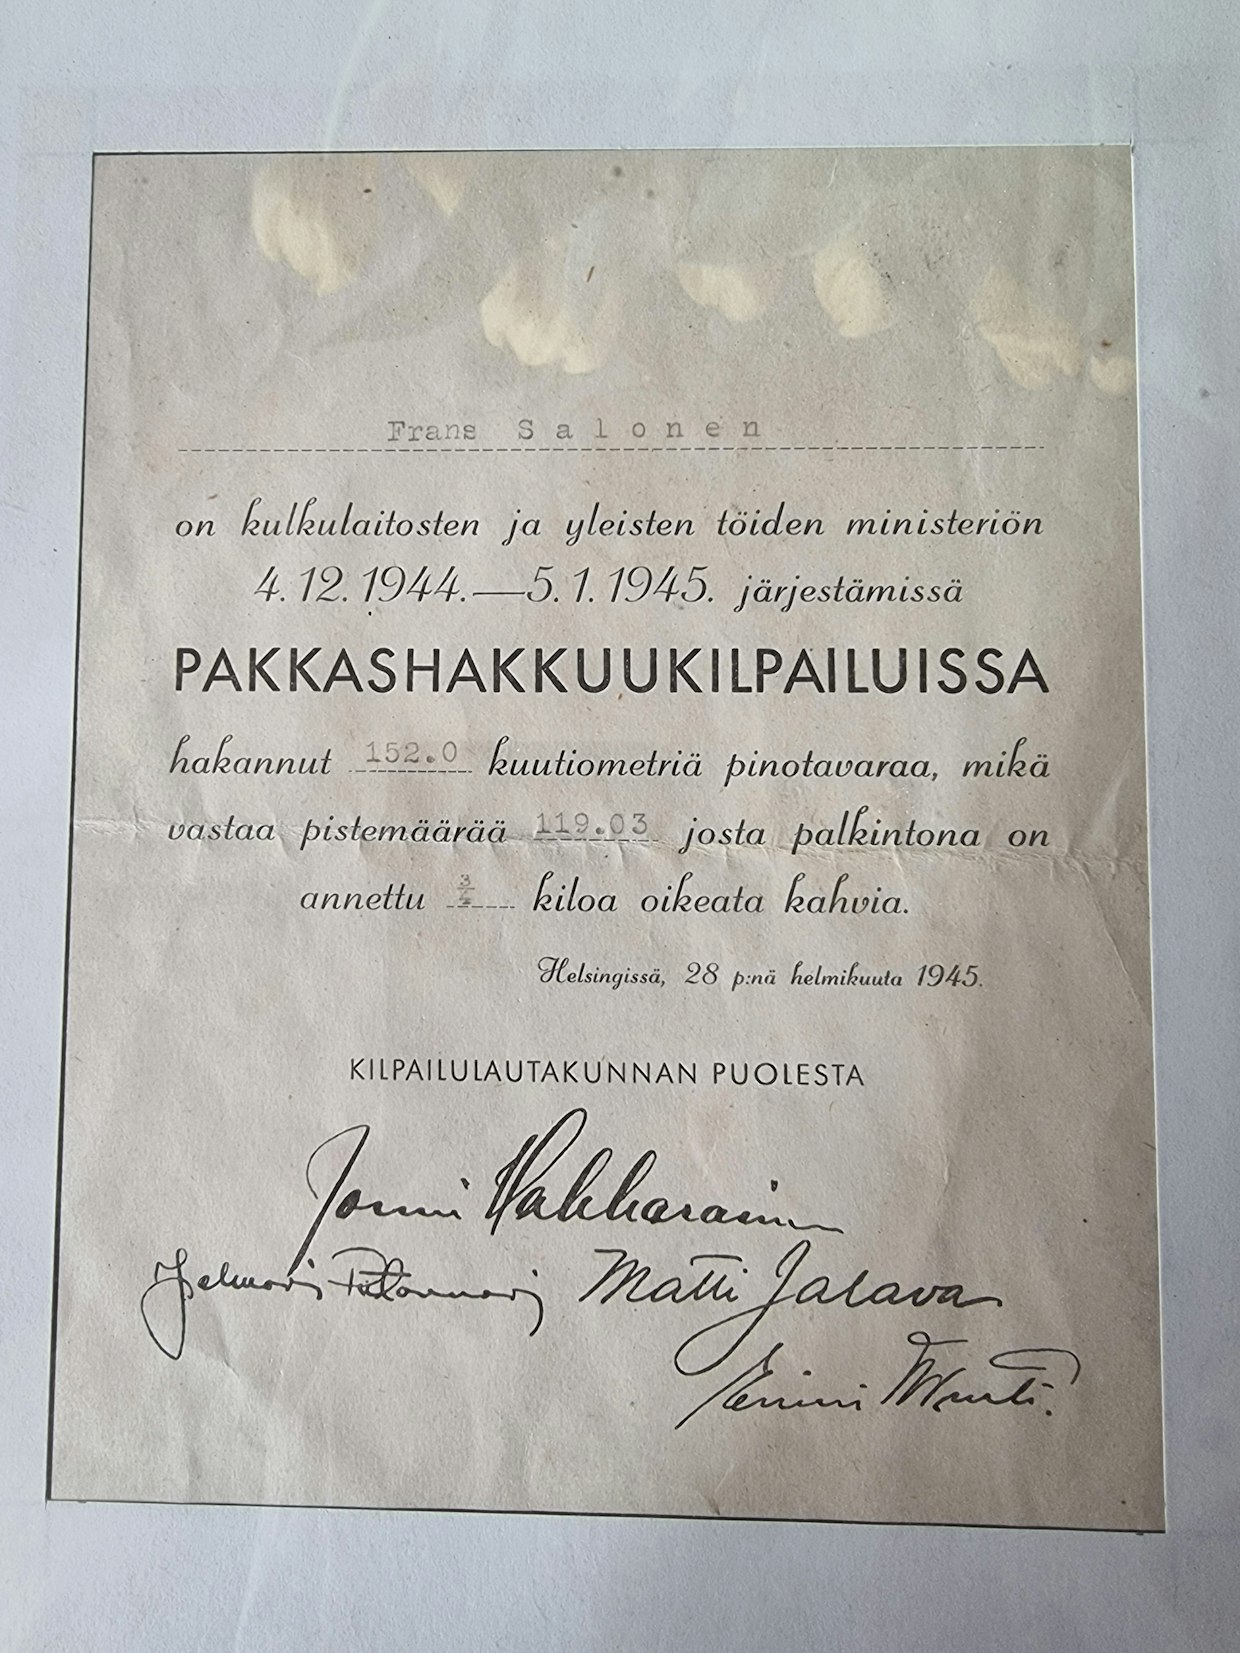 Frans Salonen
on kulkulaitosten ja yleisten töiden ministeriön
4. 12. 1944.—5. 1. 1945. järjestämissä
PAKKASHAKKUUKILPAILUISSA
hakannut 152.0 kuutiometriä pinotavaraa, mikä
vastaa pistemäärää 119.03 josta palkintona on
annettu 3/4 kiloa oikeata kahvia.
Helsingissä, 28 p:nä helmikuuta 1945.
KILPAILULAUTAKUNNAN PUOLESTA
Jonni Vakkarainen
Matti Jalava